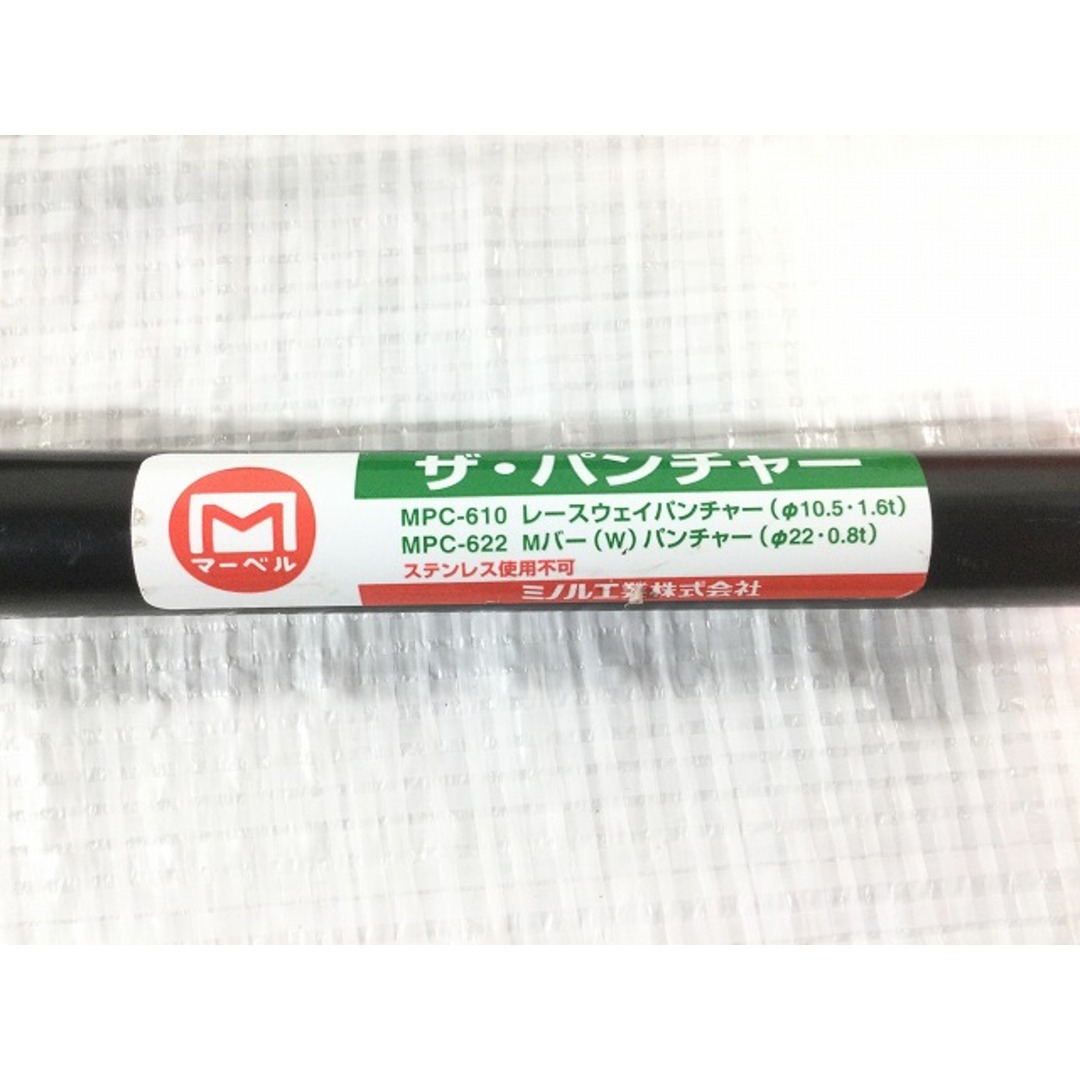 M
マーベル
ザ・パンチャー
MPC-610 レースウェイパンチャー(φ10.5・1.6t)
MPC-622 Mバー(W)パンチャー(φ22・0.8t)
ステンレス使用不可
ミノル工業株式会社